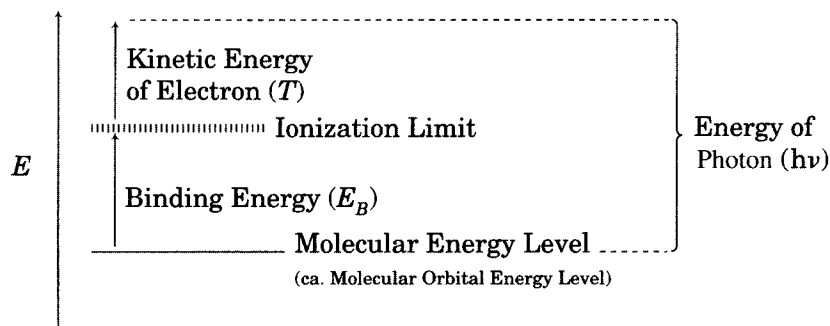 Kinetic Energy
of Electron (T)
Ionization Limit
Energy of
Photon (hν)
E
Binding Energy (E_B)
Molecular Energy Level
(ca. Molecular Orbital Energy Level)